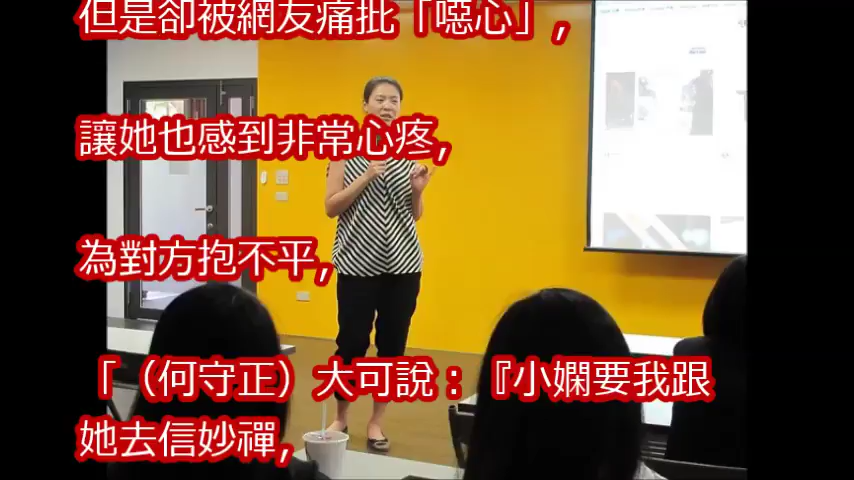 但是卻被網友痛批「噁心」，
讓她也感到非常心疼，
為對方抱不平，
「（何守正）大可說：『小嫻要我跟
她去信妙禪，